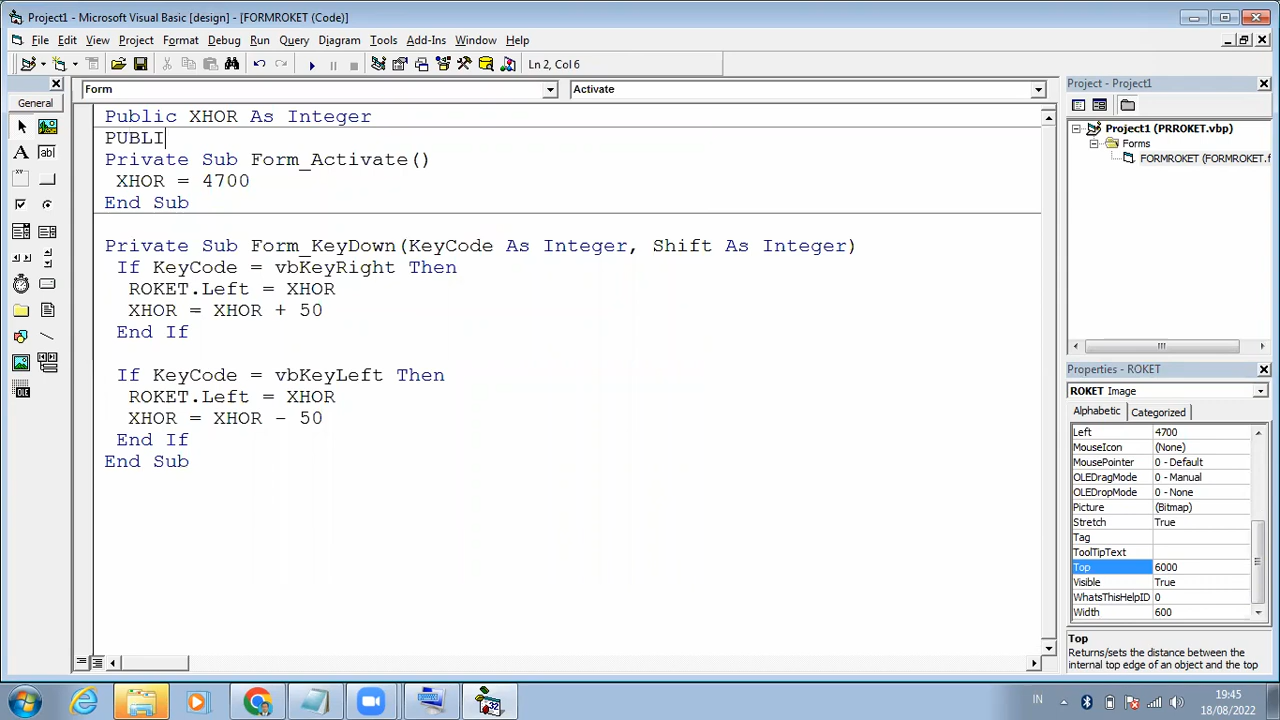 Project1 - Microsoft Visual Basic [design] - [FORMROKET (Code)]
File Edit View Project Format Debug Run Query Diagram Tools Add-Ins Window Help
Ln 2, Col 6
General
Form
Activate
Public XHOR As Integer
PUBLI
Private Sub Form_Activate()
XHOR = 4700
End Sub
Private Sub Form_KeyDown(KeyCode As Integer, Shift As Integer)
If KeyCode = vbKeyRight Then
ROKET.Left = XHOR
XHOR = XHOR + 50
End If
If KeyCode = vbKeyLeft Then
ROKET.Left = XHOR
XHOR = XHOR - 50
End If
End Sub
Project - Project1
Project1 (PRROKET.vbp)
Forms
FORMROKET (FORMROKET.f
Properties - ROKET
ROKET Image
Alphabetic Categorized
Left 4700
MouseIcon (None)
MousePointer 0 - Default
OLEDragMode 0 - Manual
OLEDropMode 0 - None
Picture (Bitmap)
Stretch True
Tag
ToolTipText
Top 6000
Visible True
WhatsThisHelpID 0
Width 600
Top
Returns/sets the distance between the
internal top edge of an object and the top
IN
19:45
18/08/2022